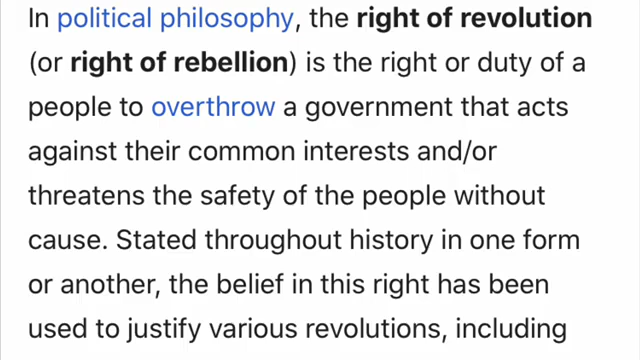 In political philosophy, the right of revolution
(or right of rebellion) is the right or duty of a
people to overthrow a government that acts
against their common interests and/or
threatens the safety of the people without
cause. Stated throughout history in one form
or another, the belief in this right has been
used to justify various revolutions, including